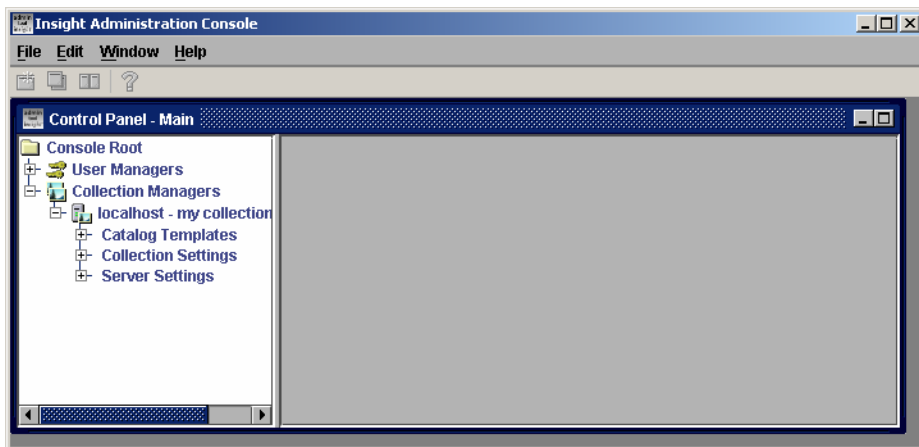 Insight Administration Console
File Edit Window Help
Control Panel - Main
Console Root
User Managers
Collection Managers
localhost - my collection
Catalog Templates
Collection Settings
Server Settings